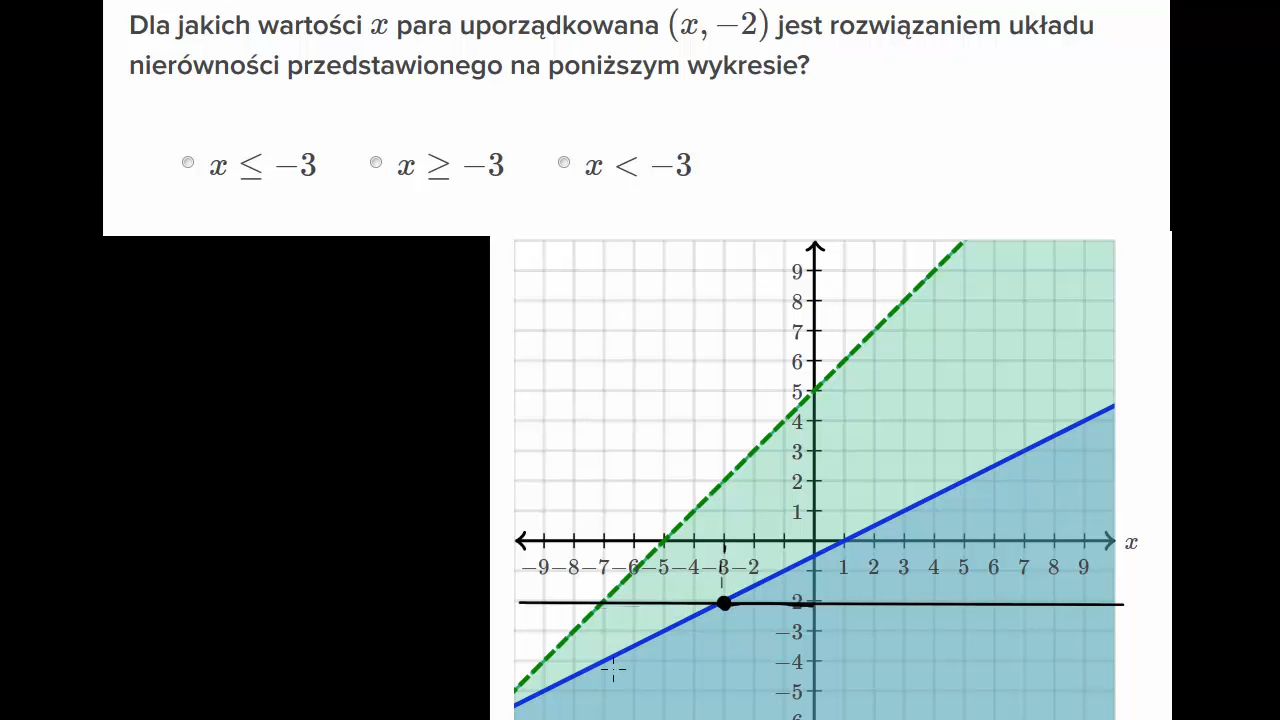 Dla jakich wartości x para uporządkowana (x, −2) jest rozwiązaniem układu
nierówności przedstawionego na poniższym wykresie?
x ≤ −3 x ≥ −3 x < −3
9
8
7
6
5
4
3
2
1
x
−9 −8 −7 −6 −5 −4 −3 −2 1 2 3 4 5 6 7 8 9
−2
−3
−4
−5